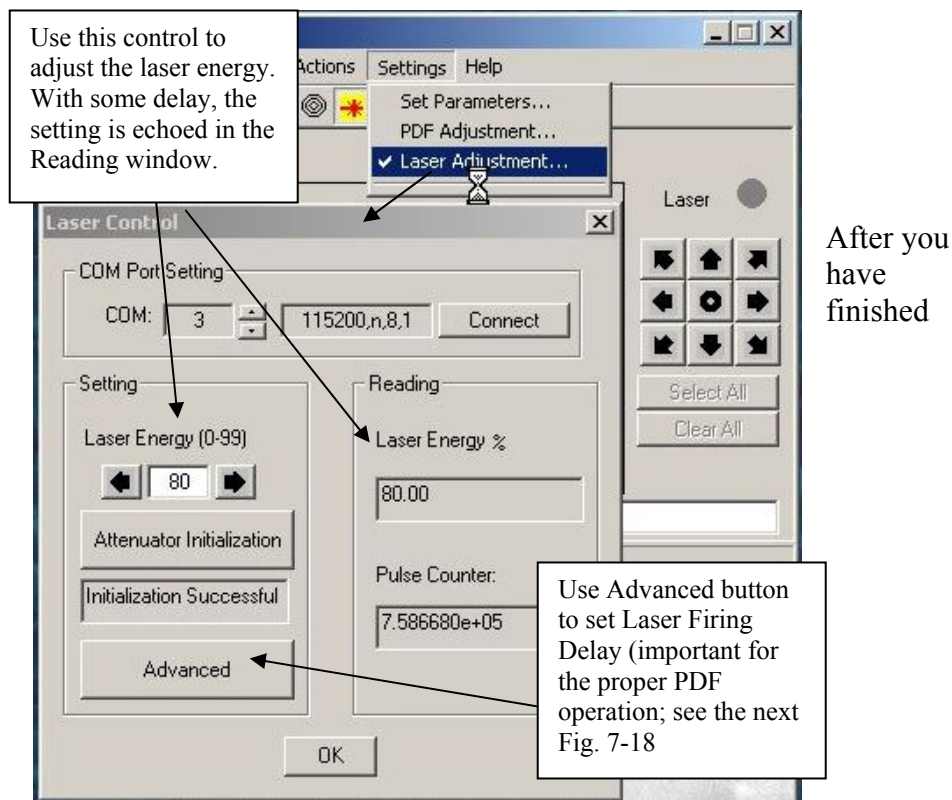 Use this control to
adjust the laser energy.
With some delay, the
setting is echoed in the
Reading window.
Actions Settings Help
Set Parameters...
PDF Adjustment...
Laser Adjustment...
Laser
Select All
Clear All
After you
have
finished
Laser Control
COM Port Setting
COM: 3 115200,n,8,1 Connect
Setting
Laser Energy (0-99)
80
Attenuator Initialization
Initialization Successful
Advanced
Reading
Laser Energy %
80.00
Pulse Counter:
7.586680e+05
OK
Use Advanced button
to set Laser Firing
Delay (important for
the proper PDF
operation; see the next
Fig. 7-18